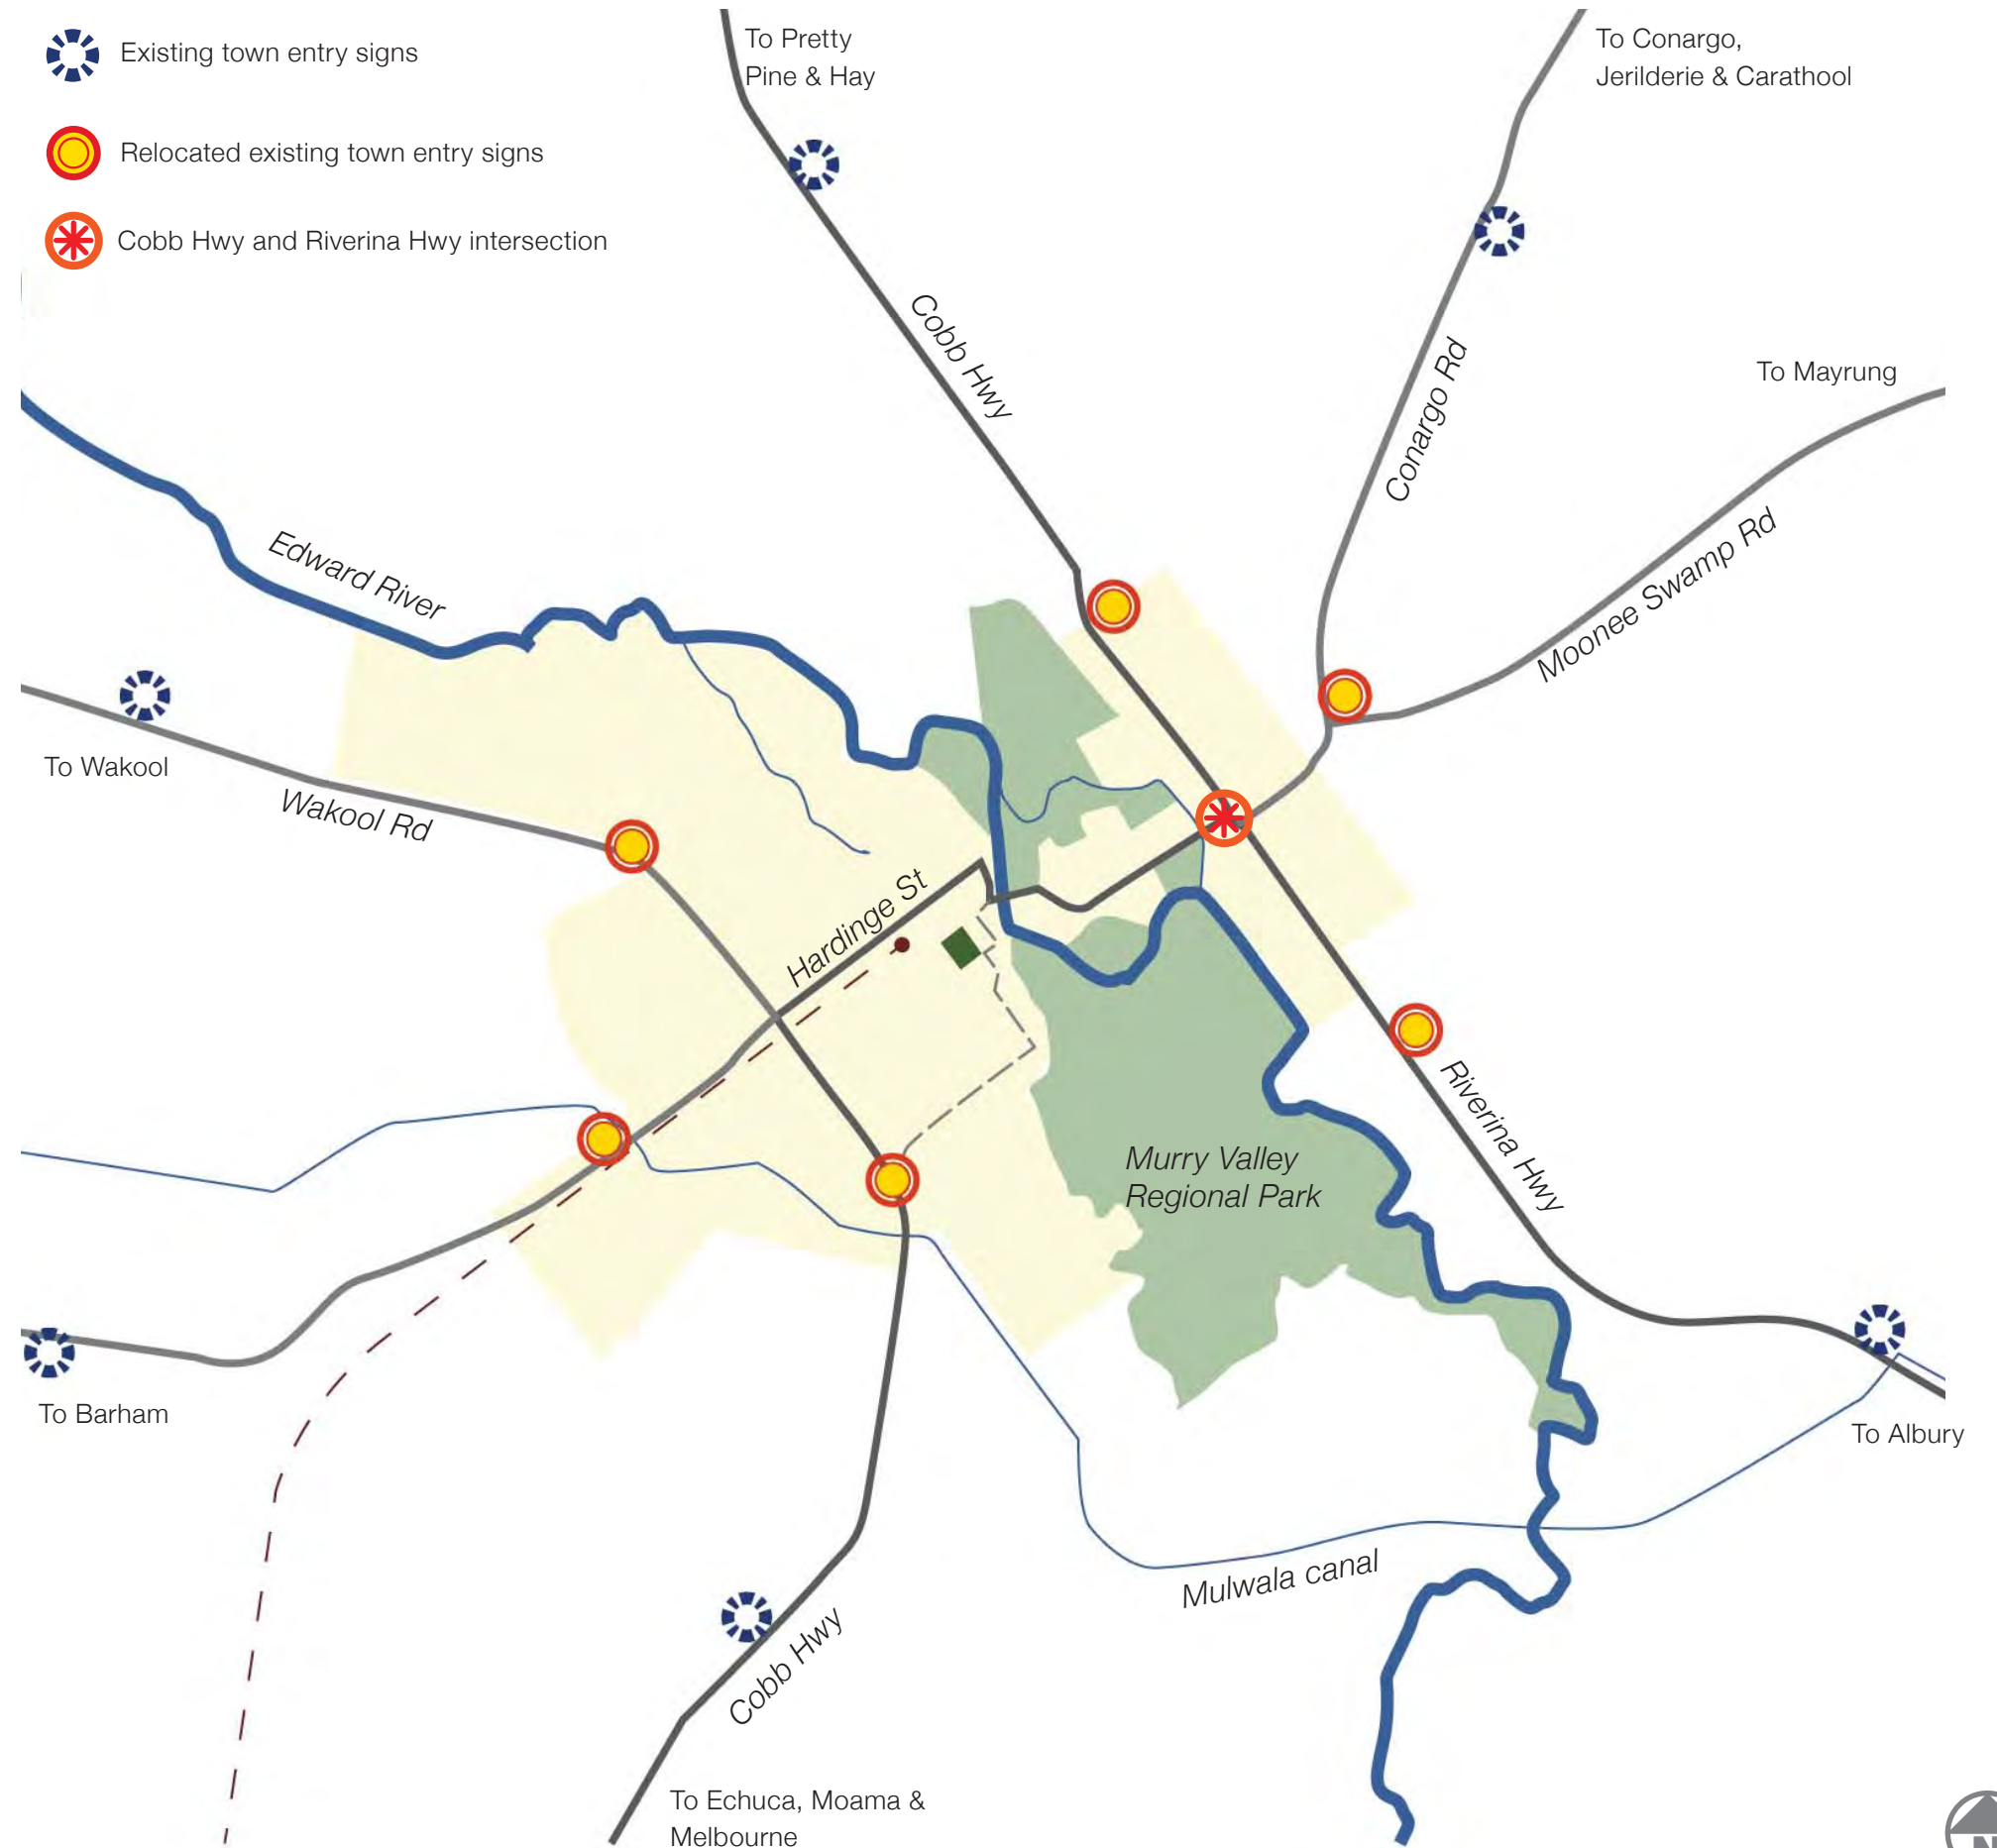 Existing town entry signs
Relocated existing town entry signs
Cobb Hwy and Riverina Hwy intersection
To Pretty
Pine & Hay
To Conargo,
Jerilderie & Carathool
Cobb Hwy
Conargo Rd
To Mayrung
Moonee Swamp Rd
Edward River
To Wakool
Wakool Rd
Hardinge St
Riverina Hwy
Murry Valley
Regional Park
To Barham
To Albury
Mulwala canal
Cobb Hwy
To Echuca, Moama &
Melbourne
N